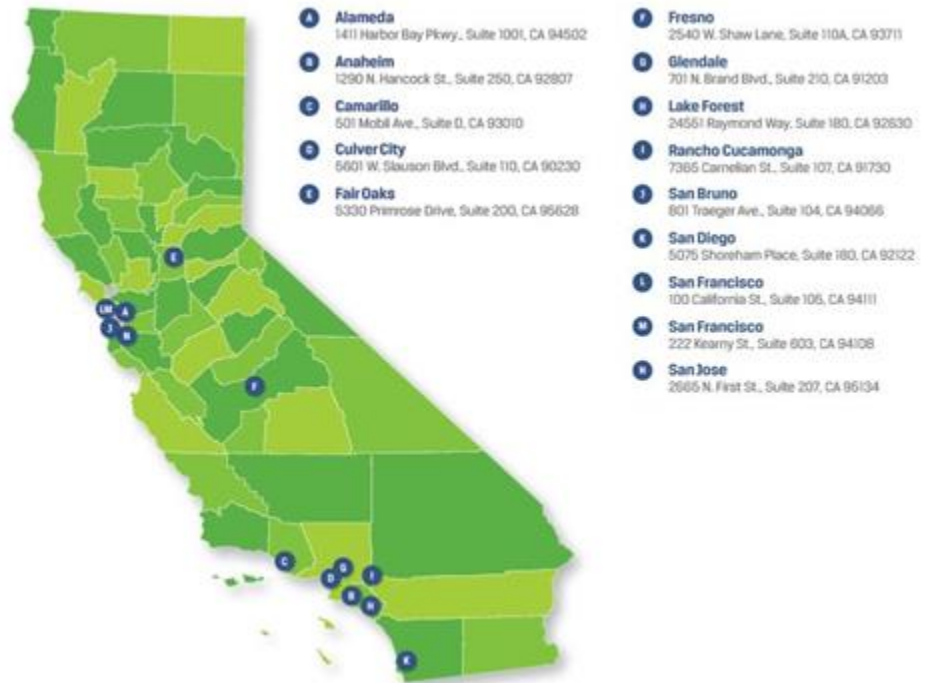 A Alameda
1411 Harbor Bay Pkwy., Suite 1001, CA 94502
B Anaheim
1290 N. Hancock St., Suite 250, CA 92807
C Camarillo
501 Mobil Ave., Suite D, CA 93010
D Culver City
5601 W. Slauson Blvd., Suite 110, CA 90230
E Fair Oaks
5330 Primrose Drive, Suite 200, CA 95628
F Fresno
2540 W. Shaw Lane, Suite 110A, CA 93711
G Glendale
701 N. Brand Blvd., Suite 210, CA 91203
H Lake Forest
24551 Raymond Way, Suite 180, CA 92630
I Rancho Cucamonga
7365 Carnelian St., Suite 107, CA 91730
J San Bruno
801 Traeger Ave., Suite 104, CA 94066
K San Diego
5075 Shoreham Place, Suite 180, CA 92122
L San Francisco
100 California St., Suite 105, CA 94111
M San Francisco
222 Kearny St., Suite 603, CA 94108
N San Jose
2665 N. First St., Suite 207, CA 95134
E
LM A
J N
F
C
G
D I
B
H
K